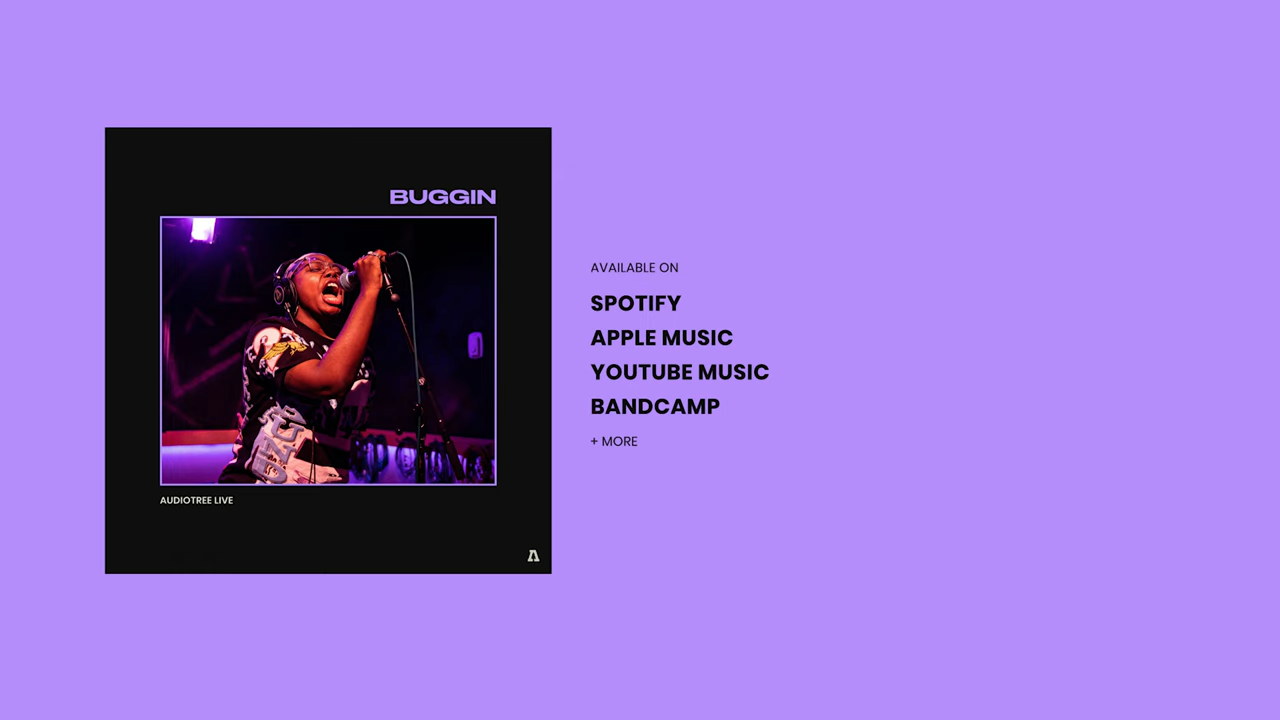 BUGGIN
AUDIOTREE LIVE
AVAILABLE ON
SPOTIFY
APPLE MUSIC
YOUTUBE MUSIC
BANDCAMP
+ MORE